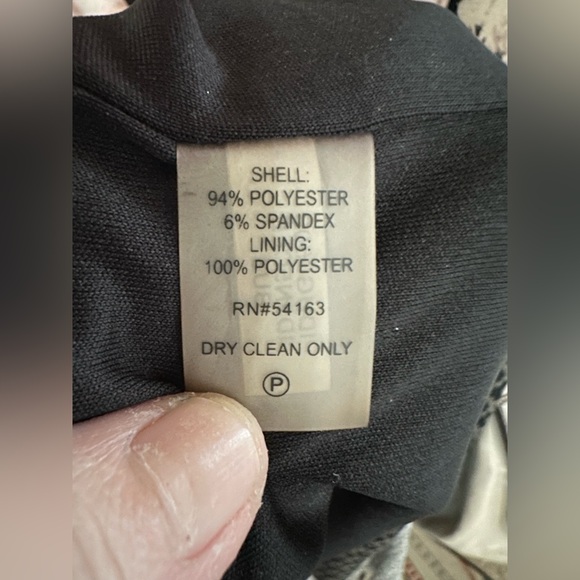 SHELL:
94% POLYESTER
6% SPANDEX
LINING:
100% POLYESTER
RN#54163
DRY CLEAN ONLY
P